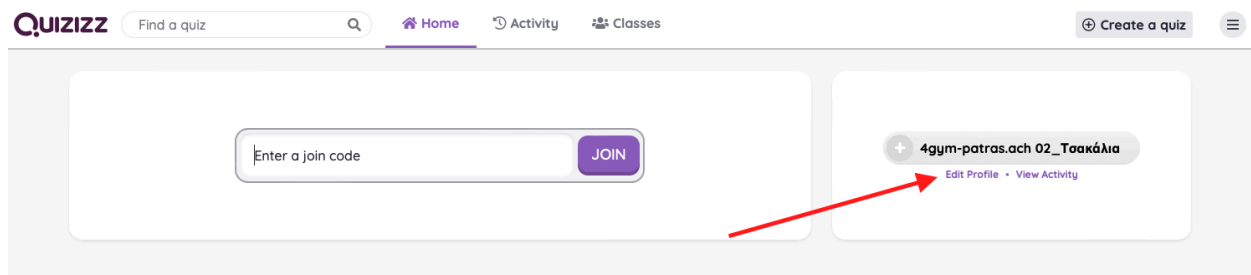 QUIZIZZ Find a quiz Home Activity Classes Create a quiz
Enter a join code JOIN
4gym-patras.ach 02_Τσακάλια
Edit Profile • View Activity